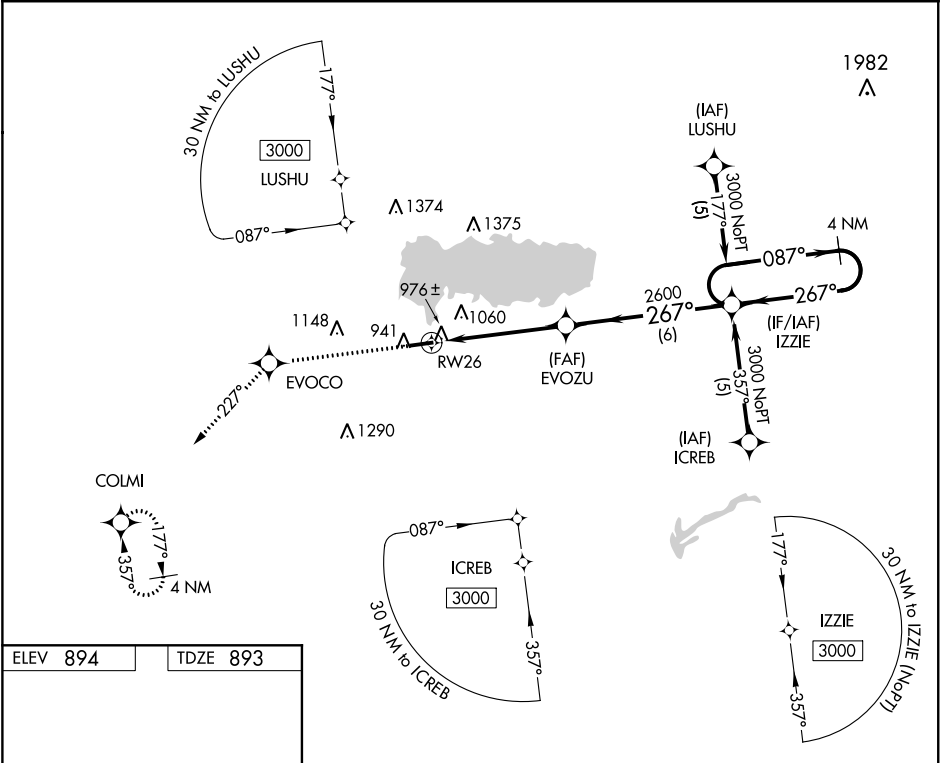 1982
30 NM to LUSHU
177°
3000
LUSHU
087°
(IAF)
LUSHU
3000 NoPT
177°
(5)
4 NM
087°
267°
(IF/IAF)
IZZIE
1374
1375
976±
1060
2600
267°
(6)
1148
941
RW26
(FAF)
EVOZU
EVOCO
227°
1290
3000 NoPT
357°
(5)
(IAF)
ICREB
COLMI
177°
357°
4 NM
087°
ICREB
3000
357°
30 NM to ICREB
177°
IZZIE
3000
357°
30 NM to IZZIE (NoPT)
ELEV 894
TDZE 893